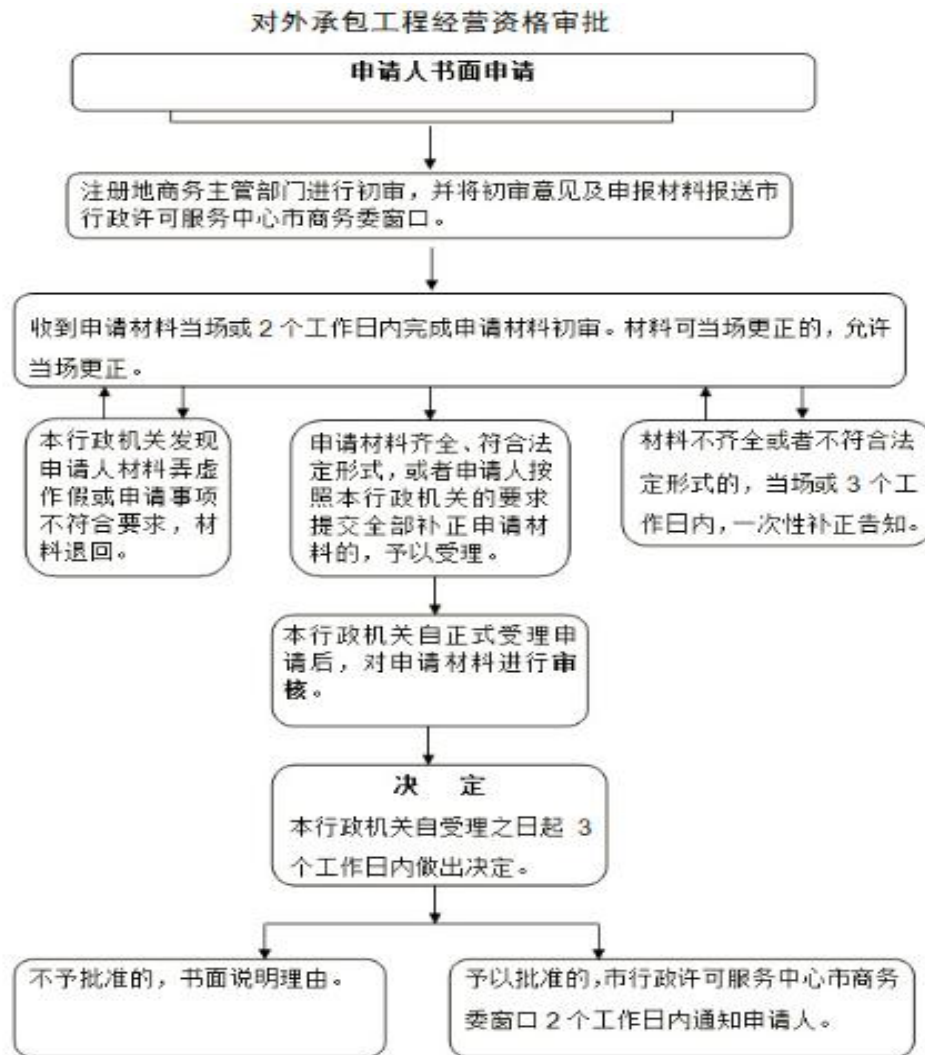 对外承包工程经营资格审批
申请人书面申请
注册地商务主管部门进行初审，并将初审意见及申报材料报送市
行政许可服务中心市商务委窗口。
收到申请材料当场或2个工作日内完成申请材料初审。材料可当场更正的，允许
当场更正。
本行政机关发现
申请人材料弄虚
作假或申请事项
不符合要求，材
料退回。
申请材料齐全、符合法
定形式，或者申请人按
照本行政机关的要求
提交全部补正申请材
料的，予以受理。
材料不齐全或者不符合法
定形式的，当场或3个工
作日内，一次性补正告知。
本行政机关自正式受理申
请后，对申请材料进行审
核。
决 定
本行政机关自受理之日起 3
个工作日内做出决定。
不予批准的，书面说明理由。
予以批准的，市行政许可服务中心市商务
委窗口2个工作日内通知申请人。